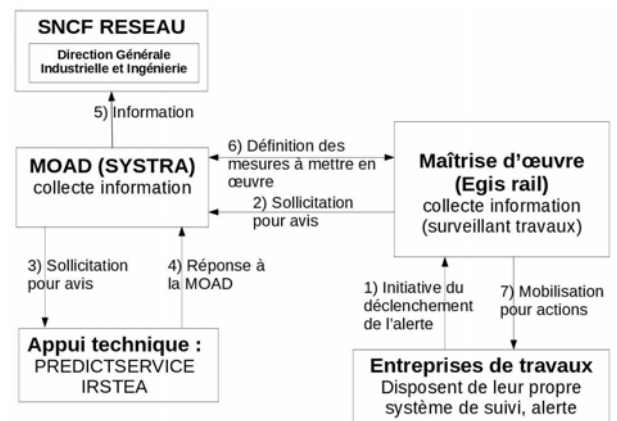 SNCF RESEAU
Direction Générale
Industrielle et Ingénierie
5) Information
MOAD (SYSTRA)
collecte information
6) Définition des
mesures à mettre en
œuvre
2) Sollicitation
pour avis
Maîtrise d’œuvre
(Egis rail)
collecte information
(surveillant travaux)
3) Sollicitation
pour avis
4) Réponse à
la MOAD
1) Initiative du
déclenchement
de l’alerte
7) Mobilisation
pour actions
Appui technique :
PREDICTSERVICE
IRSTEA
Entreprises de travaux
Disposent de leur propre
système de suivi, alerte